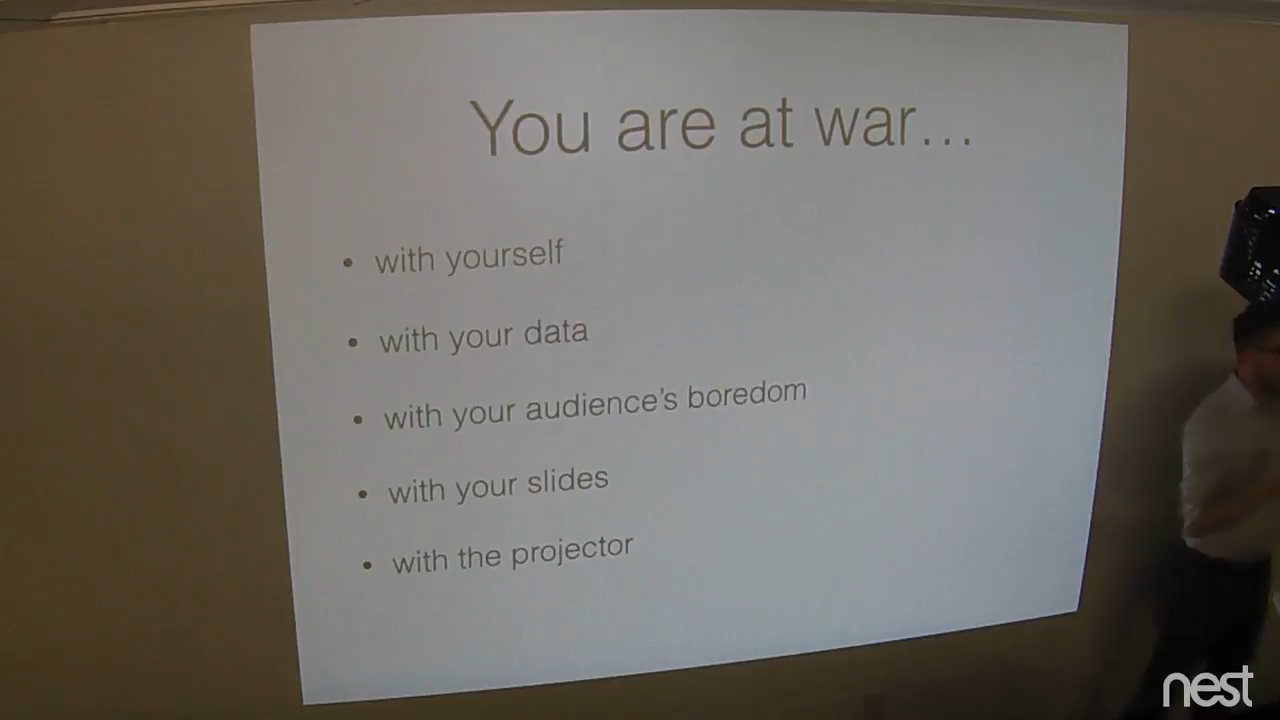 You are at war…
• with yourself
• with your data
• with your audience’s boredom
• with your slides
• with the projector
nest